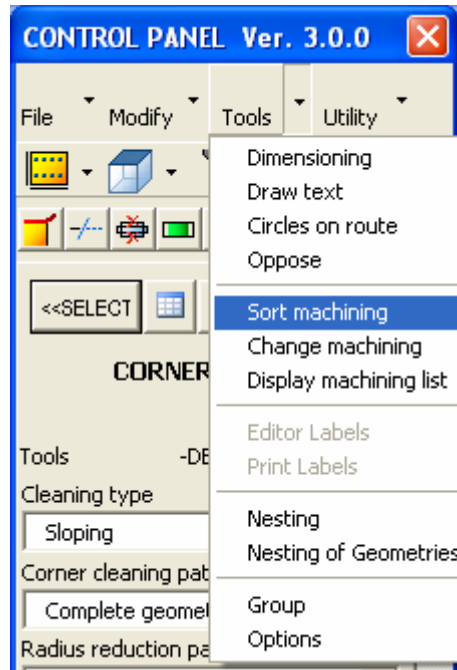 CONTROL PANEL Ver. 3.0.0
File Modify Tools Utility
Dimensioning
Draw text
Circles on route
Oppose
<<SELECT
Sort machining
Change machining
CORNER
Display machining list
Editor Labels
Tools -DE
Print Labels
Cleaning type
Sloping
Nesting
Nesting of Geometries
Corner cleaning pat
Complete geomet
Group
Radius reduction pa
Options